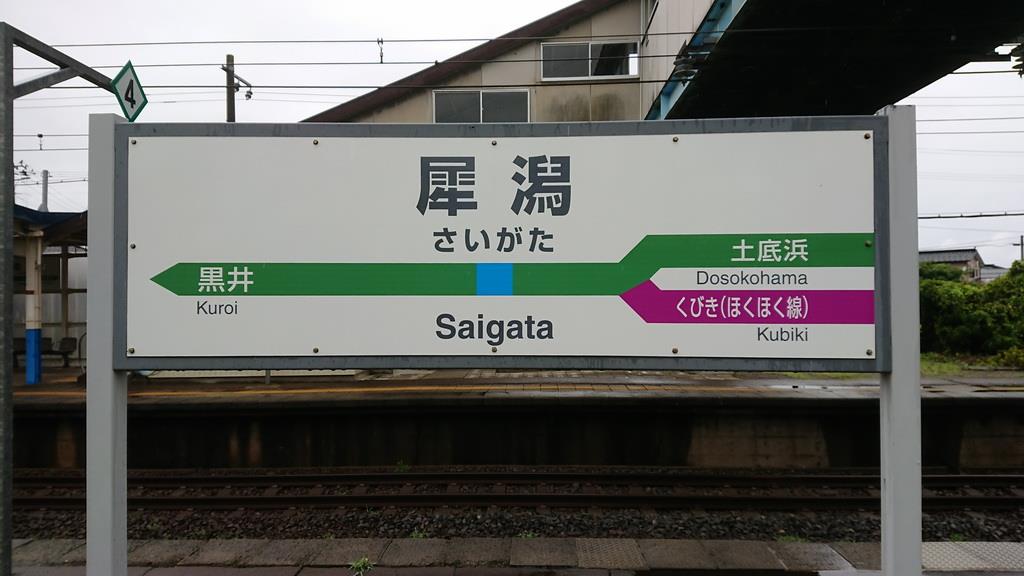 4
犀潟
さいがた
土底浜
黒井
Dosokohama
Kuroi
くびき(ほくほく線)
Saigata
Kubiki